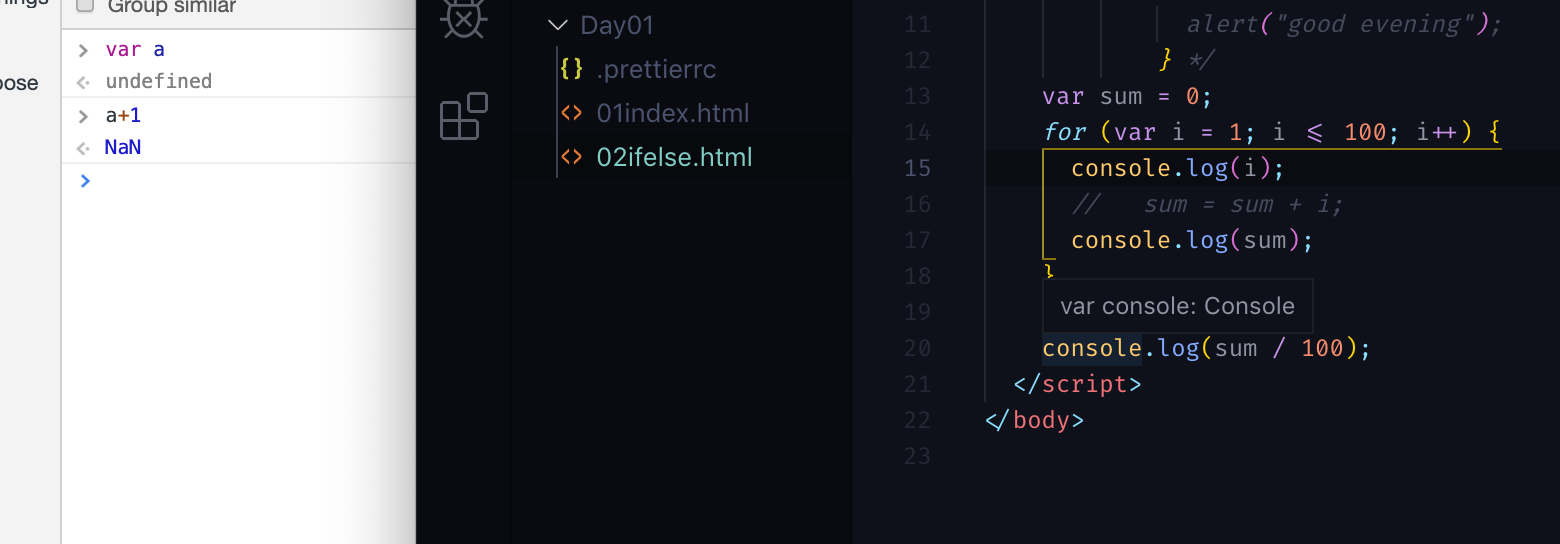 Group similar
ose
> var a
undefined
> a+1
NaN
>
Day01
{} .prettierrc
<> 01index.html
<> 02ifelse.html
11 alert("good evening");
12 } */
13 var sum = 0;
14 for (var i = 1; i <= 100; i++) {
15 console.log(i);
16 // sum = sum + i;
17 console.log(sum);
18 }
19
var console: Console
20 console.log(sum / 100);
21 </script>
22 </body>
23